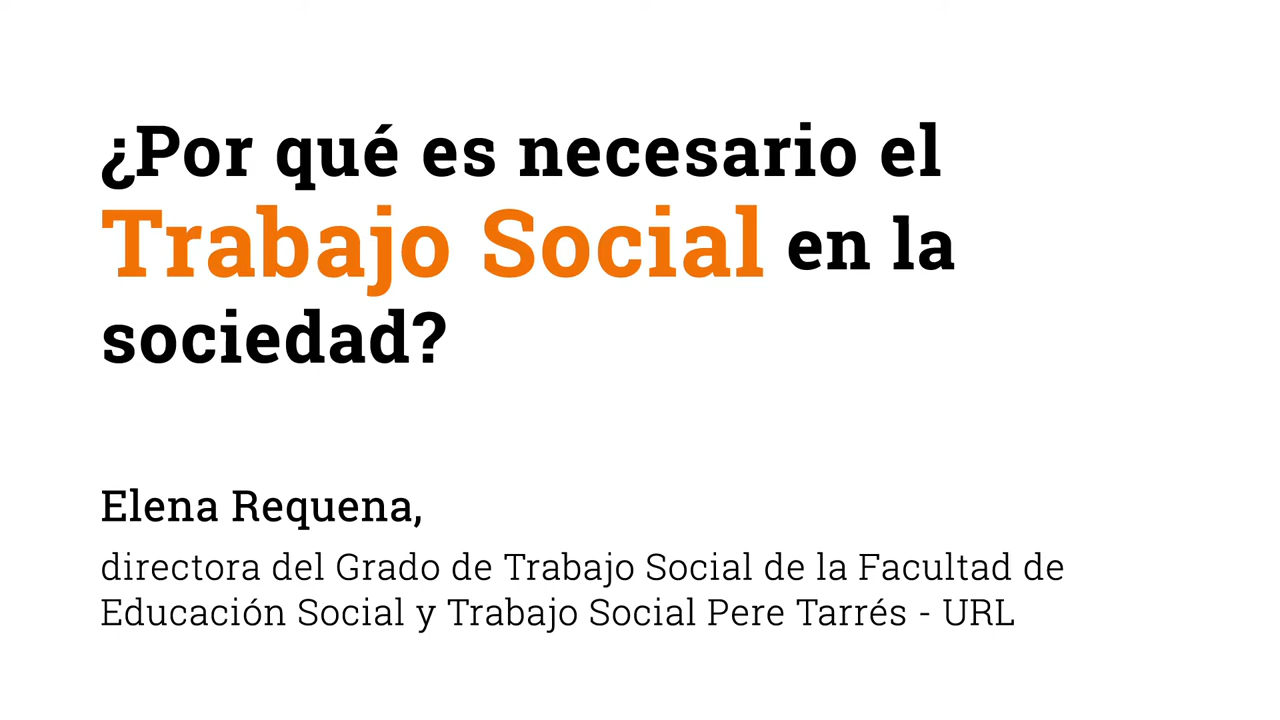 ¿Por qué es necesario el
Trabajo Social en la
sociedad?
Elena Requena,
directora del Grado de Trabajo Social de la Facultad de
Educación Social y Trabajo Social Pere Tarrés - URL